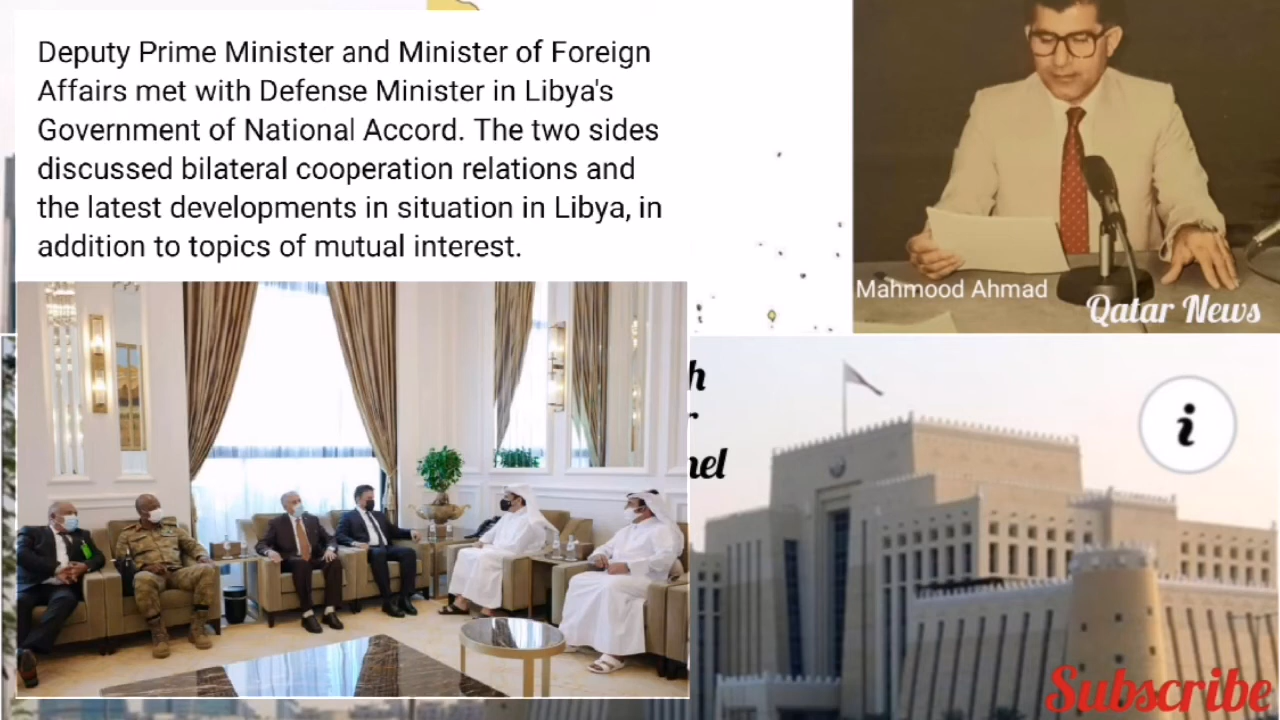 Deputy Prime Minister and Minister of Foreign
Affairs met with Defense Minister in Libya's
Government of National Accord. The two sides
discussed bilateral cooperation relations and
the latest developments in situation in Libya, in
addition to topics of mutual interest.
Mahmood Ahmad
Qatar News
i
Subscribe